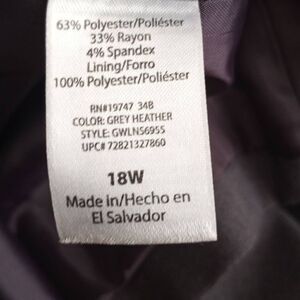 63% Polyester/Poliéster
33% Rayon
4% Spandex
Lining/Forro
100% Polyester/Poliéster
RN#19747 34B
COLOR: GREY HEATHER
STYLE: GWLNS6955
UPC# 72821327860
18W
Made in/Hecho en
El Salvador